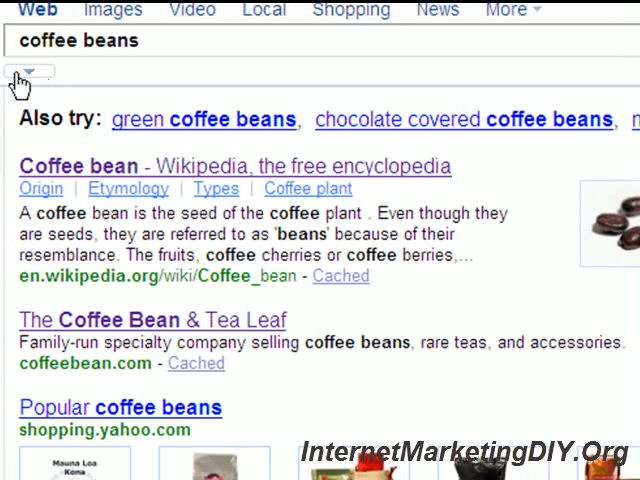 Web Images Video Local Shopping News More
coffee beans
Also try: green coffee beans, chocolate covered coffee beans,
Coffee bean - Wikipedia, the free encyclopedia
Origin | Etymology | Types | Coffee plant
A coffee bean is the seed of the coffee plant . Even though they
are seeds, they are referred to as 'beans' because of their
resemblance. The fruits, coffee cherries or coffee berries,...
en.wikipedia.org/wiki/Coffee_bean - Cached
The Coffee Bean & Tea Leaf
Family-run specialty company selling coffee beans, rare teas, and accessories.
coffeebean.com - Cached
Popular coffee beans
shopping.yahoo.com
Mauna Loa
Kona
InternetMarketingDIY.Org